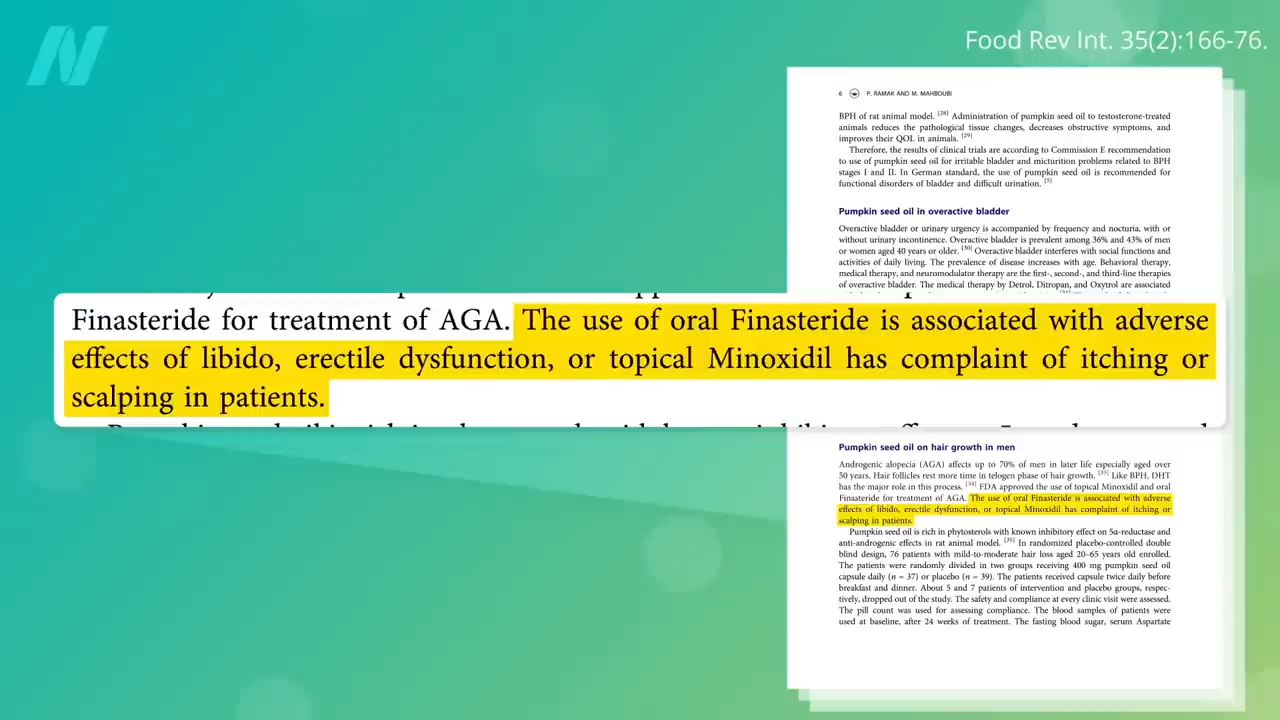 Food Rev Int. 35(2):166-76.
6 P. RAMAK AND M. MAHBOUBI
BPH of rat animal model. [28] Administration of pumpkin seed oil to testosterone-treated
animals reduces the pathological tissue changes, decreases obstructive symptoms, and
improves their QOL in animals. [29]
Therefore, the results of clinical trials are according to Commission E recommendation
to use of pumpkin seed oil for irritable bladder and micturition problems related to BPH
stages I and II. In German standard, the use of pumpkin seed oil is recommended for
functional disorders of bladder and difficult urination. [5]
Pumpkin seed oil in overactive bladder
Overactive bladder or urinary urgency is accompanied by frequency and nocturia, with or
without urinary incontinence. Overactive bladder is prevalent among 36% and 43% of men
or women aged 40 years or older. [30] Overactive bladder interferes with social functions and
activities of daily living. The prevalence of disease increases with age. Behavioral therapy,
medical therapy, and neuromodulator therapy are the first-, second-, and third-line therapies
of overactive bladder. The medical therapy by Detrol, Ditropan, and Oxytrol are associated
Finasteride for treatment of AGA. The use of oral Finasteride is associated with adverse
effects of libido, erectile dysfunction, or topical Minoxidil has complaint of itching or
scalping in patients.
Pumpkin seed oil on hair growth in men
Androgenic alopecia (AGA) affects up to 70% of men in later life especially aged over
50 years. Hair follicles rest more time in telogen phase of hair growth. [33] Like BPH, DHT
has the major role in this process. [34] FDA approved the use of topical Minoxidil and oral
Finasteride for treatment of AGA. The use of oral Finasteride is associated with adverse
effects of libido, erectile dysfunction, or topical Minoxidil has complaint of itching or
scalping in patients.
Pumpkin seed oil is rich in phytosterols with known inhibitory effect on 5α-reductase and
anti-androgenic effects in rat animal model. [35] In randomized placebo-controlled double
blind design, 76 patients with mild-to-moderate hair loss aged 20–65 years old enrolled.
The patients were randomly divided in two groups receiving 400 mg pumpkin seed oil
capsule daily (n = 37) or placebo (n = 39). The patients received capsule twice daily before
breakfast and dinner. About 5 and 7 patients of intervention and placebo groups, respec-
tively, dropped out of the study. The safety and compliance at every clinic visit were assessed.
The pill count was used for assessing compliance. The blood samples of patients were
used at baseline, after 24 weeks of treatment. The fasting blood sugar, serum Aspartate